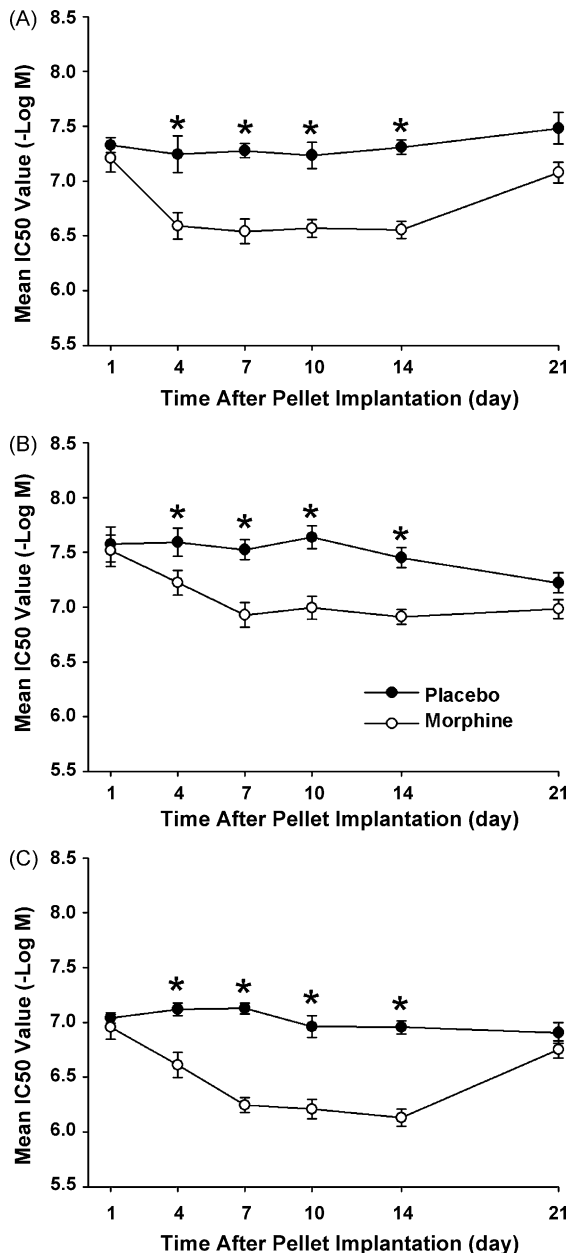 (A)
8.5
8.0
7.5
7.0
6.5
6.0
5.5
Mean IC50 Value (-Log M)
* * * *
1 4 7 10 14 21
Time After Pellet Implantation (day)
(B)
8.5
8.0
7.5
7.0
6.5
6.0
5.5
Mean IC50 Value (-Log M)
* * * *
Placebo
Morphine
1 4 7 10 14 21
Time After Pellet Implantation (day)
(C)
8.5
8.0
7.5
7.0
6.5
6.0
5.5
Mean IC50 Value (-Log M)
* * * *
1 4 7 10 14 21
Time After Pellet Implantation (day)